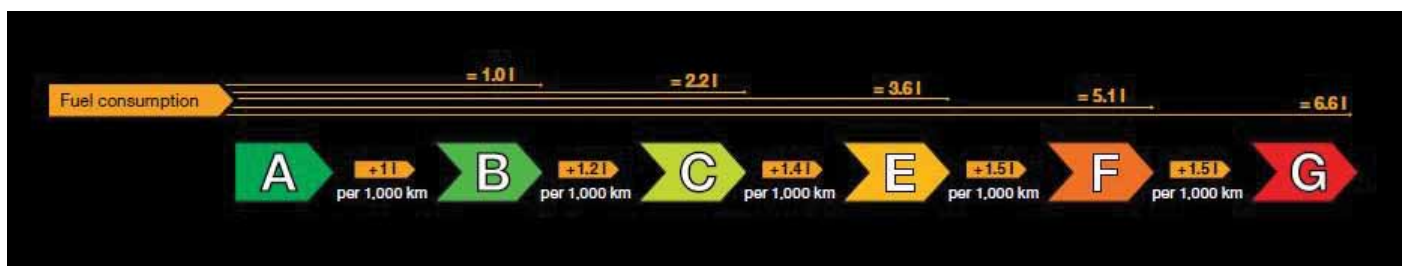 = 1.0 l
= 2.2 l
= 3.6 l
= 5.1 l
= 6.6 l
Fuel consumption
A +1 l B +1.2 l C +1.4 l E +1.5 l F +1.5 l G
per 1,000 km per 1,000 km per 1,000 km per 1,000 km per 1,000 km